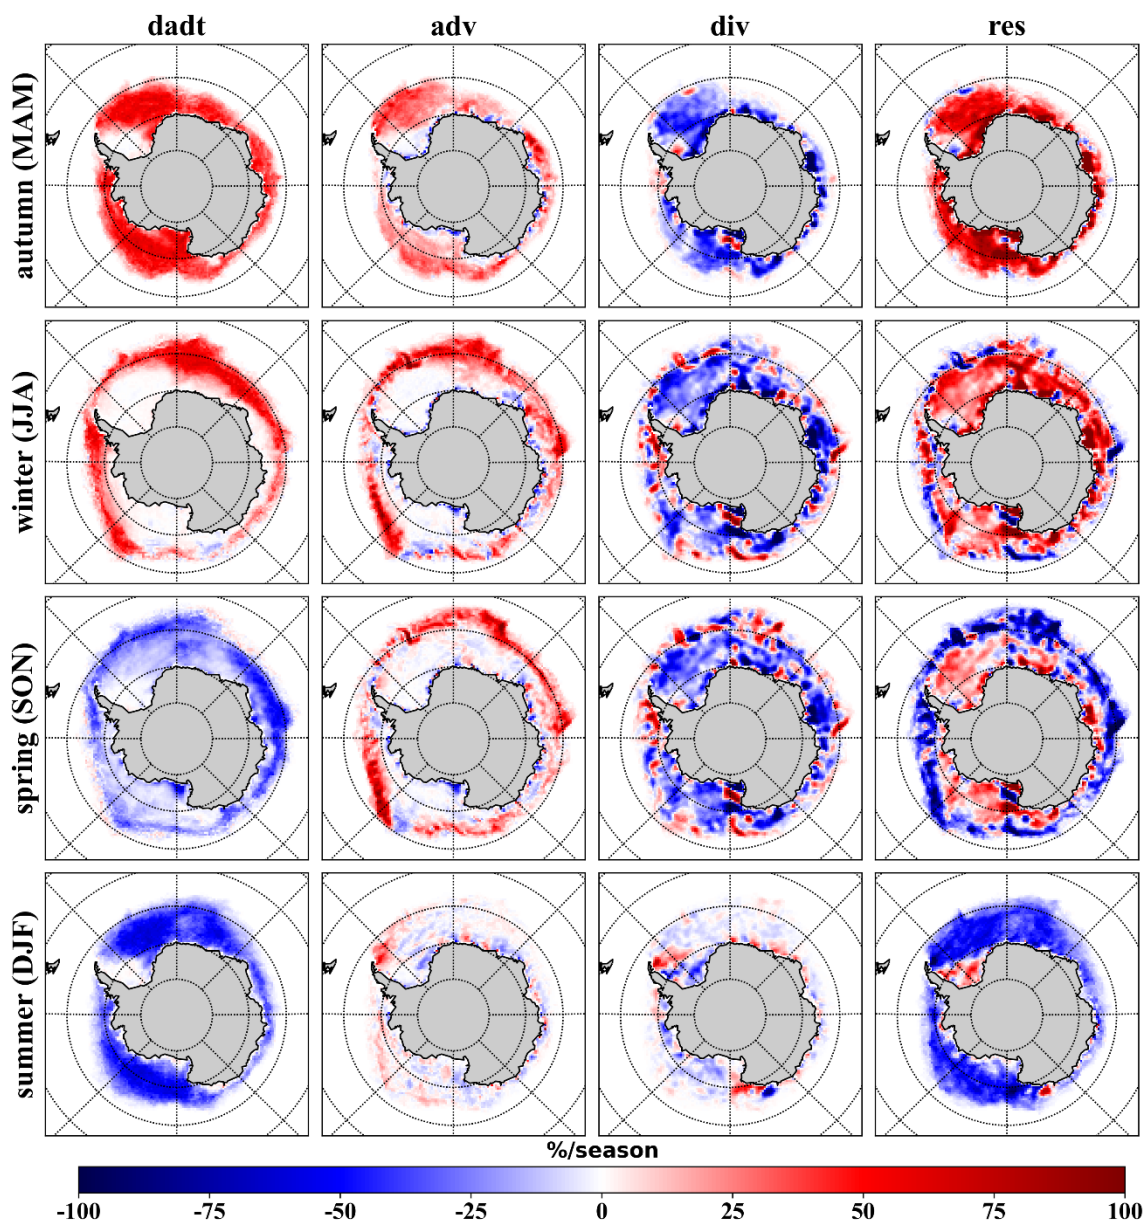 dadt adv div res
autumn (MAM)
winter (JJA)
spring (SON)
summer (DJF)
%/season
-100 -75 -50 -25 0 25 50 75 100